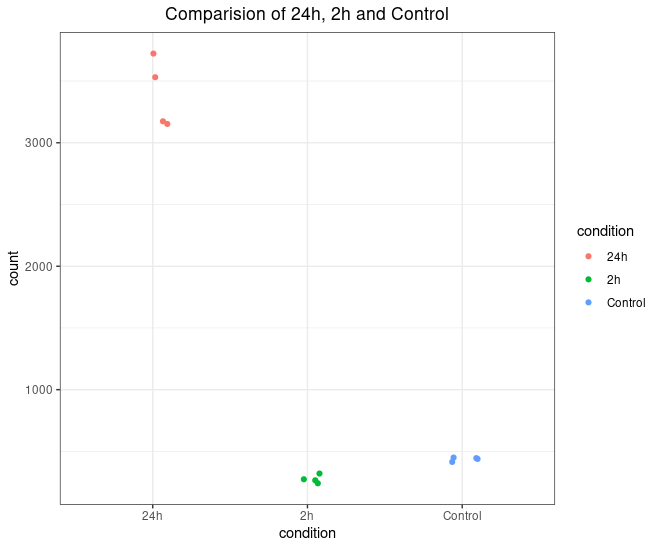 Comparision of 24h, 2h and Control
3000
2000
1000
count
24h
2h
Control
condition
condition
24h
2h
Control